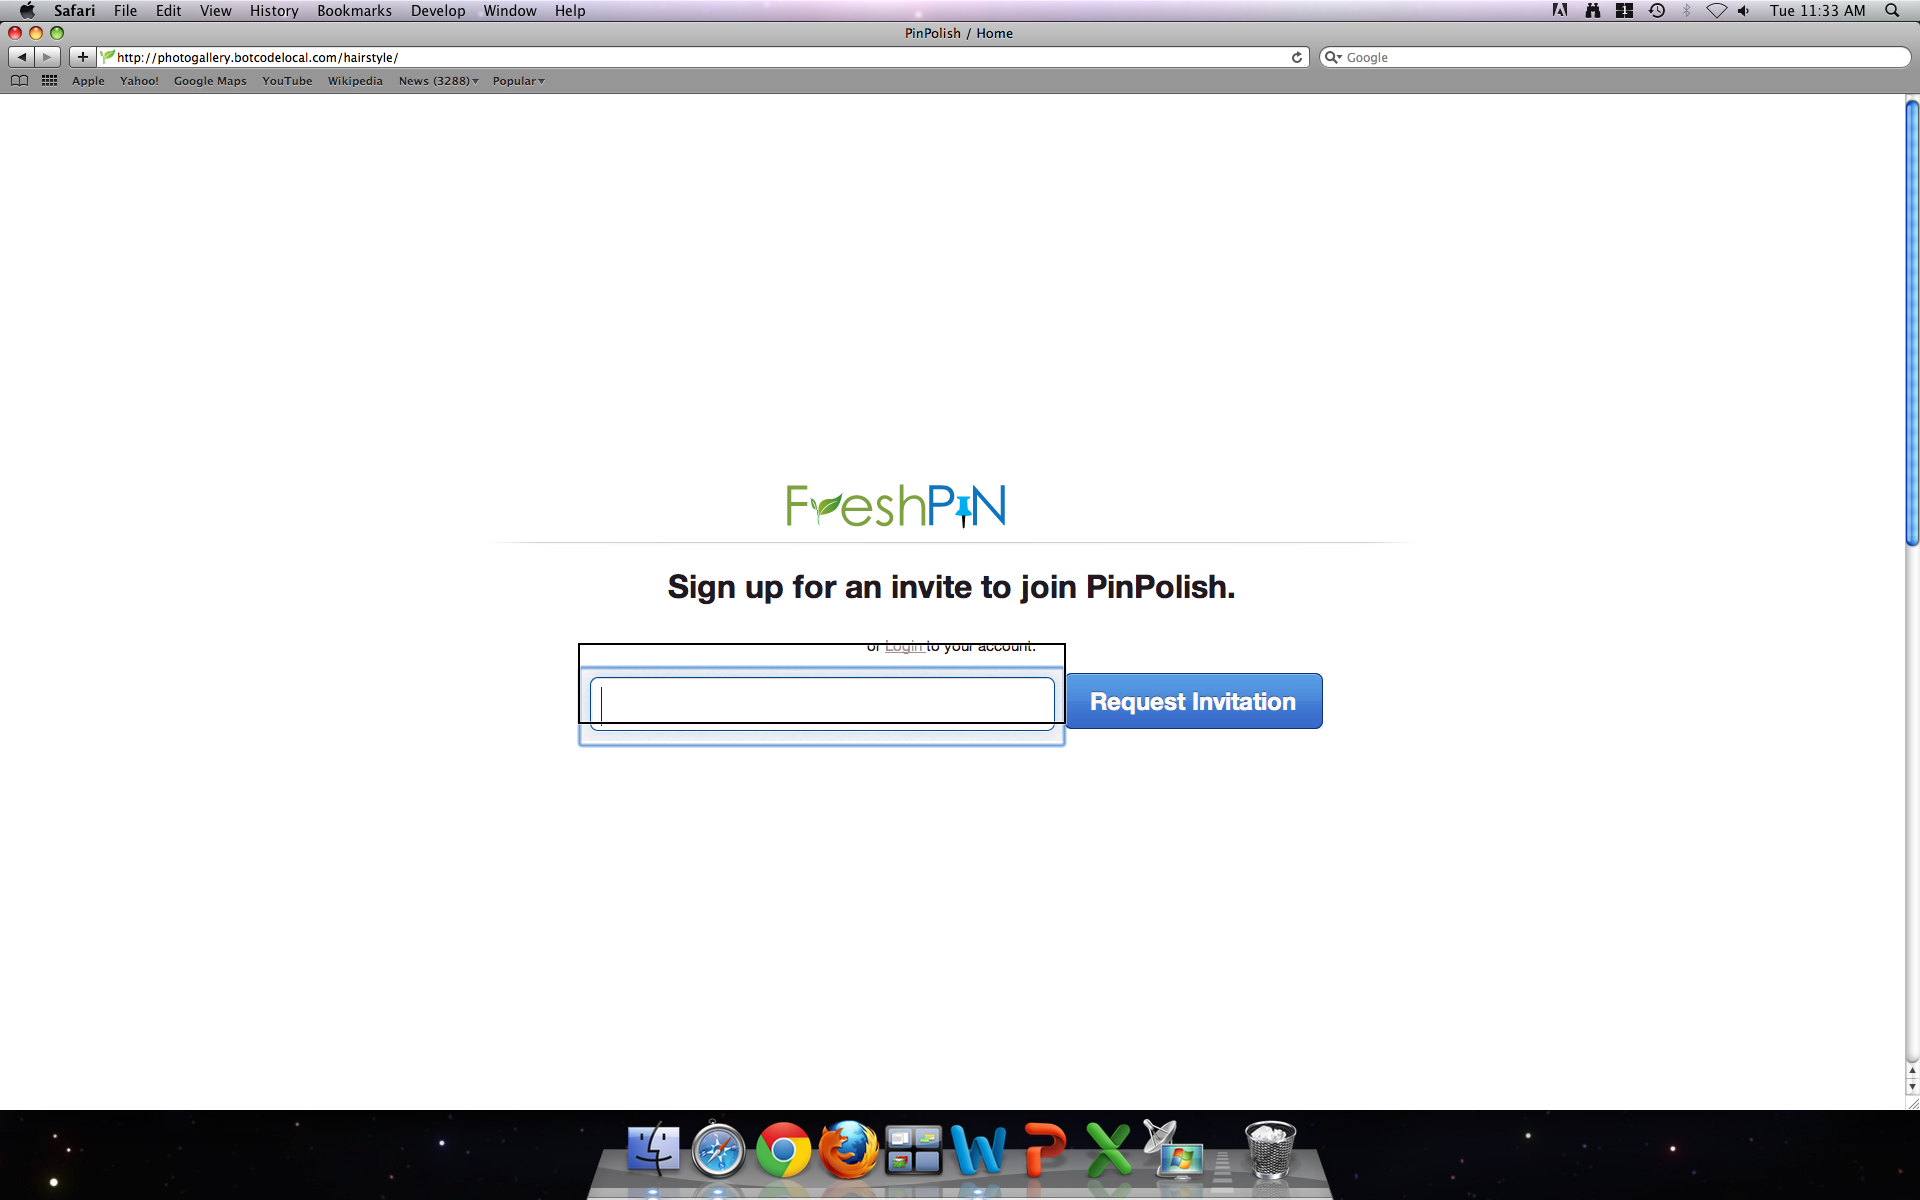 Safari File Edit View History Bookmarks Develop Window Help Tue 11:33 AM
PinPolish / Home
http://photogallery.botcodelocal.com/hairstyle/ Google
Apple Yahoo! Google Maps YouTube Wikipedia News (3288) Popular
FreshPiN
Sign up for an invite to join PinPolish.
or Login to your account.
Request Invitation